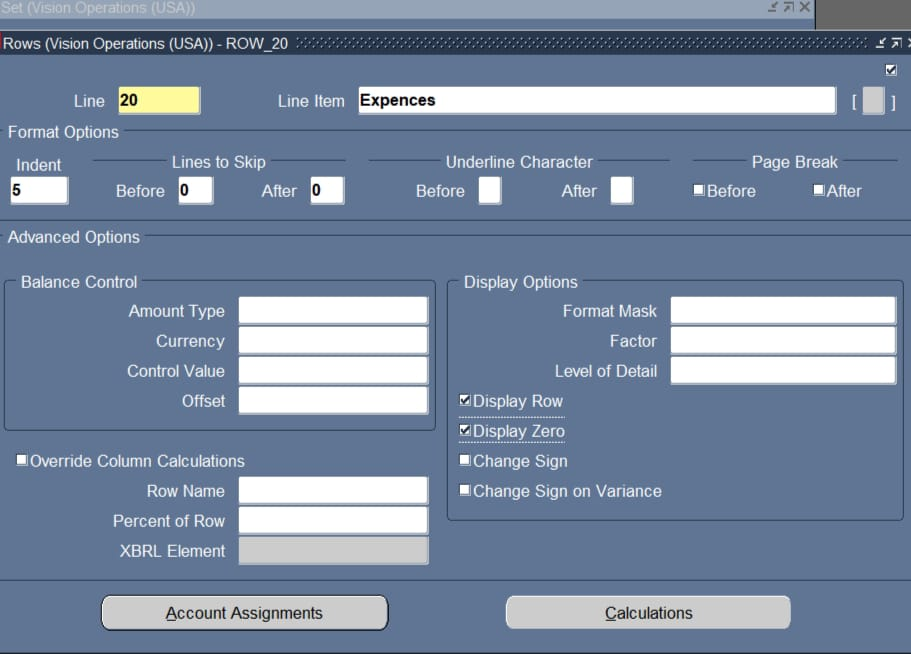 Set (Vision Operations (USA))
Rows (Vision Operations (USA)) - ROW_20
Line 20 Line Item Expences [ ]
Format Options
Indent Lines to Skip Underline Character Page Break
5 Before 0 After 0 Before After Before After
Advanced Options
Balance Control Display Options
Amount Type Format Mask
Currency Factor
Control Value Level of Detail
Offset Display Row
Display Zero
Override Column Calculations Change Sign
Row Name Change Sign on Variance
Percent of Row
XBRL Element
Account Assignments Calculations